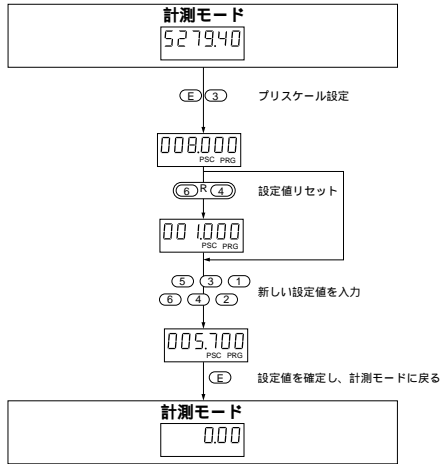 計測モード
5279.40
E 3 プリスケール設定
008.000
PSC PRG
6 R 4 設定値リセット
001.000
PSC PRG
5 3 1
新しい設定値を入力
6 4 2
005.700
PSC PRG
E 設定値を確定し、計測モードに戻る
計測モード
0.00